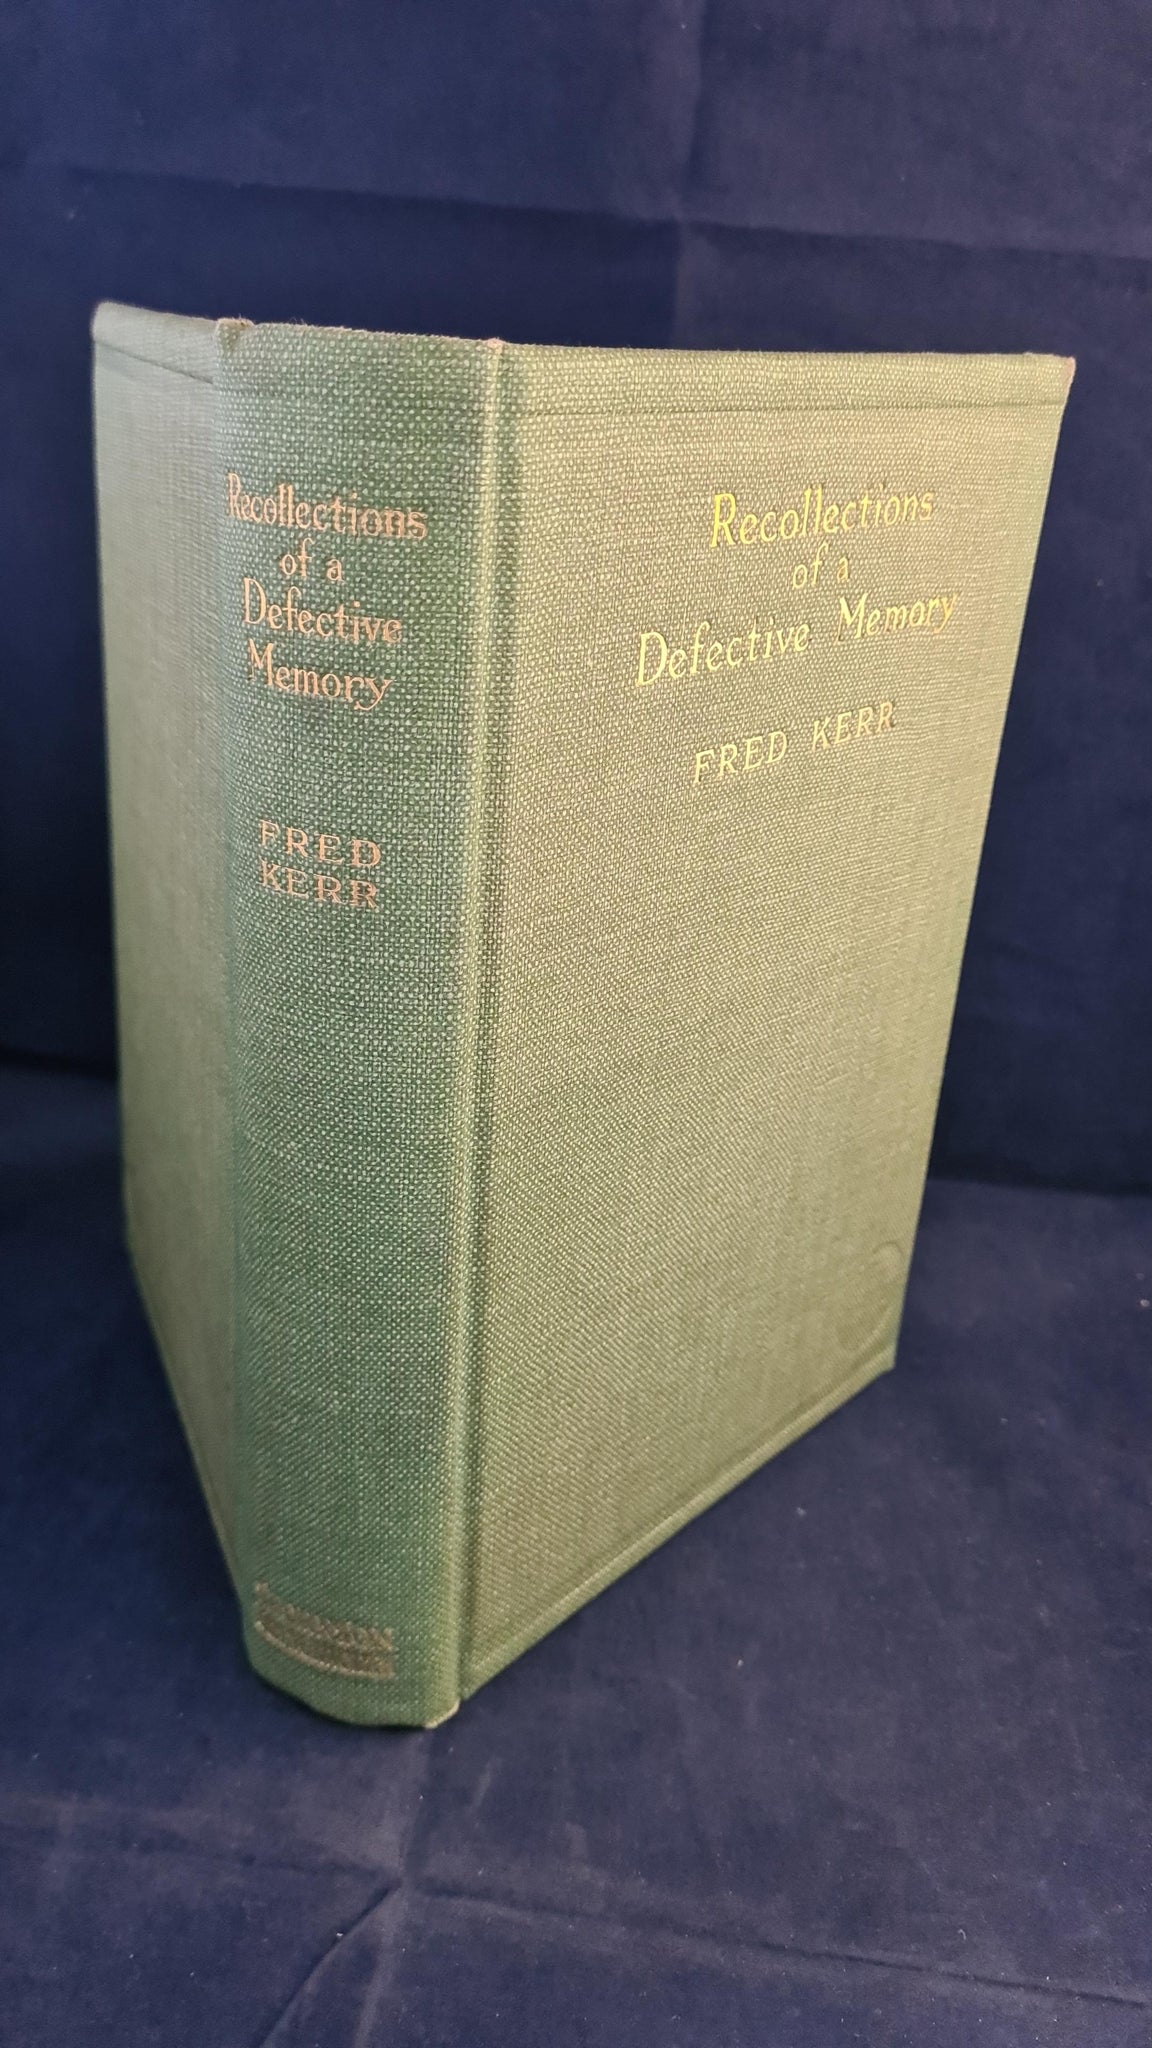 Recollections
of a
Defective
Memory
FRED
KERR
Recollections
of a
Defective Memory
FRED KERR